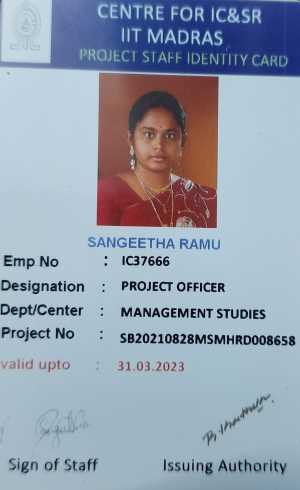 CENTRE FOR IC&SR
IIT MADRAS
PROJECT STAFF IDENTITY CARD
SANGEETHA RAMU
Emp No : IC37666
Designation : PROJECT OFFICER
Dept/Center : MANAGEMENT STUDIES
Project No : SB20210828MSMHRD008658
valid upto : 31.03.2023
Sign of Staff Issuing Authority